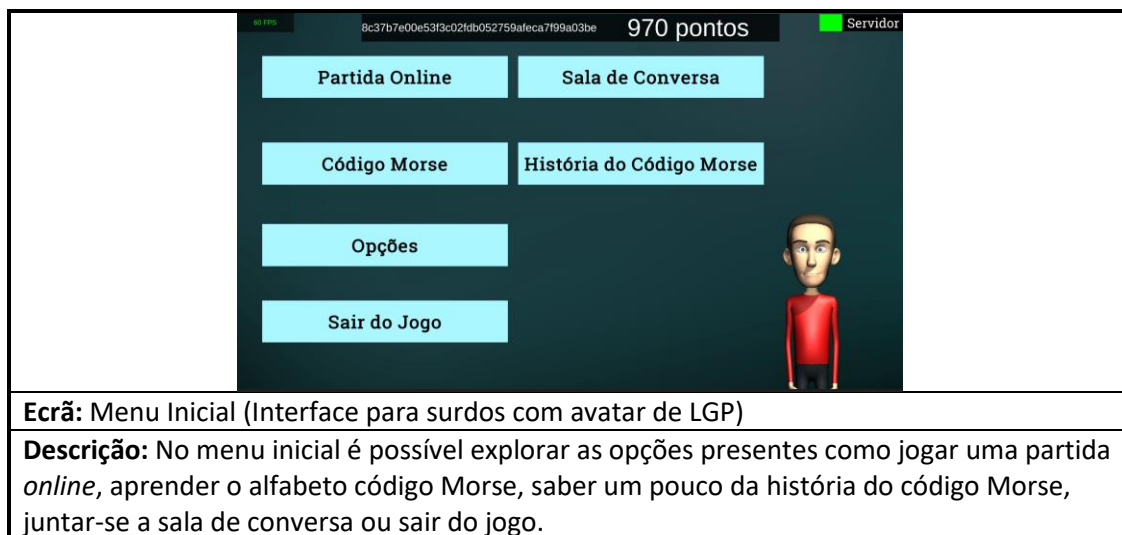 60 FPS
8c37b7e00e53f3c02fdb052759afeca7f99a03be 970 pontos Servidor
Partida Online Sala de Conversa
Código Morse História do Código Morse
Opções
Sair do Jogo
Ecrã: Menu Inicial (Interface para surdos com avatar de LGP)
Descrição: No menu inicial é possível explorar as opções presentes como jogar uma partida
online, aprender o alfabeto código Morse, saber um pouco da história do código Morse,
juntar-se a sala de conversa ou sair do jogo.